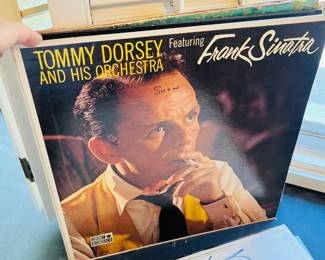 TOMMY DORSEY Featuring Frank Sinatra
AND HIS ORCHESTRA